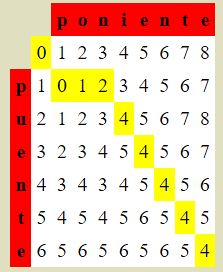 p o n i e n t e
0 1 2 3 4 5 6 7 8
p 1 0 1 2 3 4 5 6 7
u 2 1 2 3 4 5 6 7 8
e 3 2 3 4 5 4 5 6 7
n 4 3 4 3 4 5 4 5 6
t 5 4 5 4 5 6 5 4 5
e 6 5 6 5 6 5 6 5 4